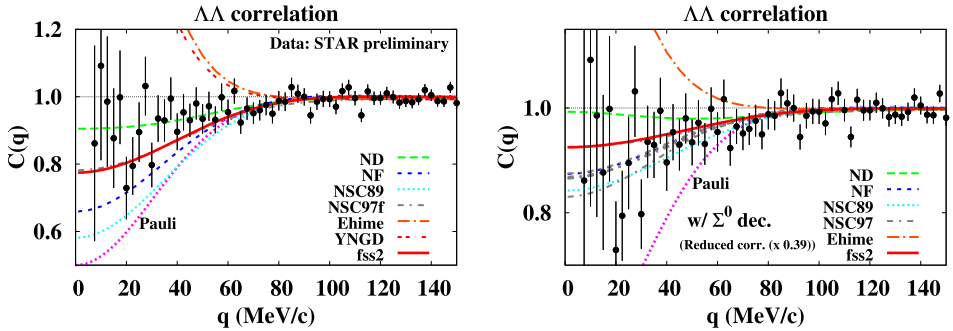 ΛΛ correlation
Data: STAR preliminary
C(q)
1.2
1.0
0.8
0.6
Pauli
ND
NF
NSC89
NSC97f
Ehime
YNGD
fss2
0 20 40 60 80 100 120 140
q (MeV/c)
ΛΛ correlation
C(q)
1.0
0.8
Pauli
w/ Σ⁰ dec.
(Reduced corr. (x 0.39))
ND
NF
NSC89
NSC97
Ehime
fss2
0 20 40 60 80 100 120 140
q (MeV/c)